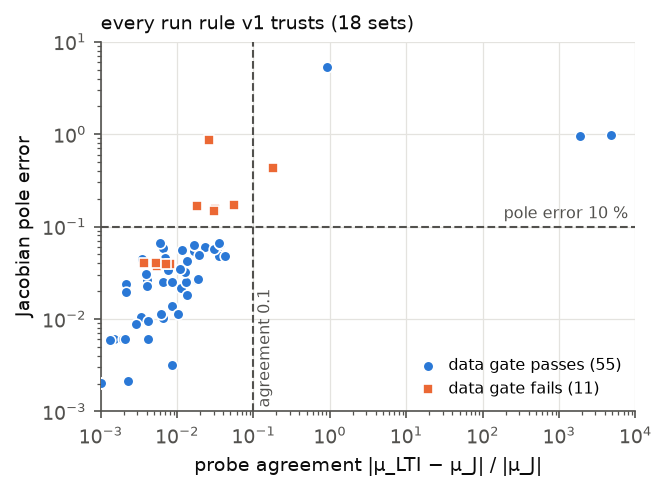 every run rule v1 trusts (18 sets)
10¹
10⁰
10⁻¹
10⁻²
10⁻³
Jacobian pole error
pole error 10 %
agreement 0.1
data gate passes (55)
data gate fails (11)
10⁻³ 10⁻² 10⁻¹ 10⁰ 10¹ 10² 10³ 10⁴
probe agreement |μ_LTI − μ_J| / |μ_J|